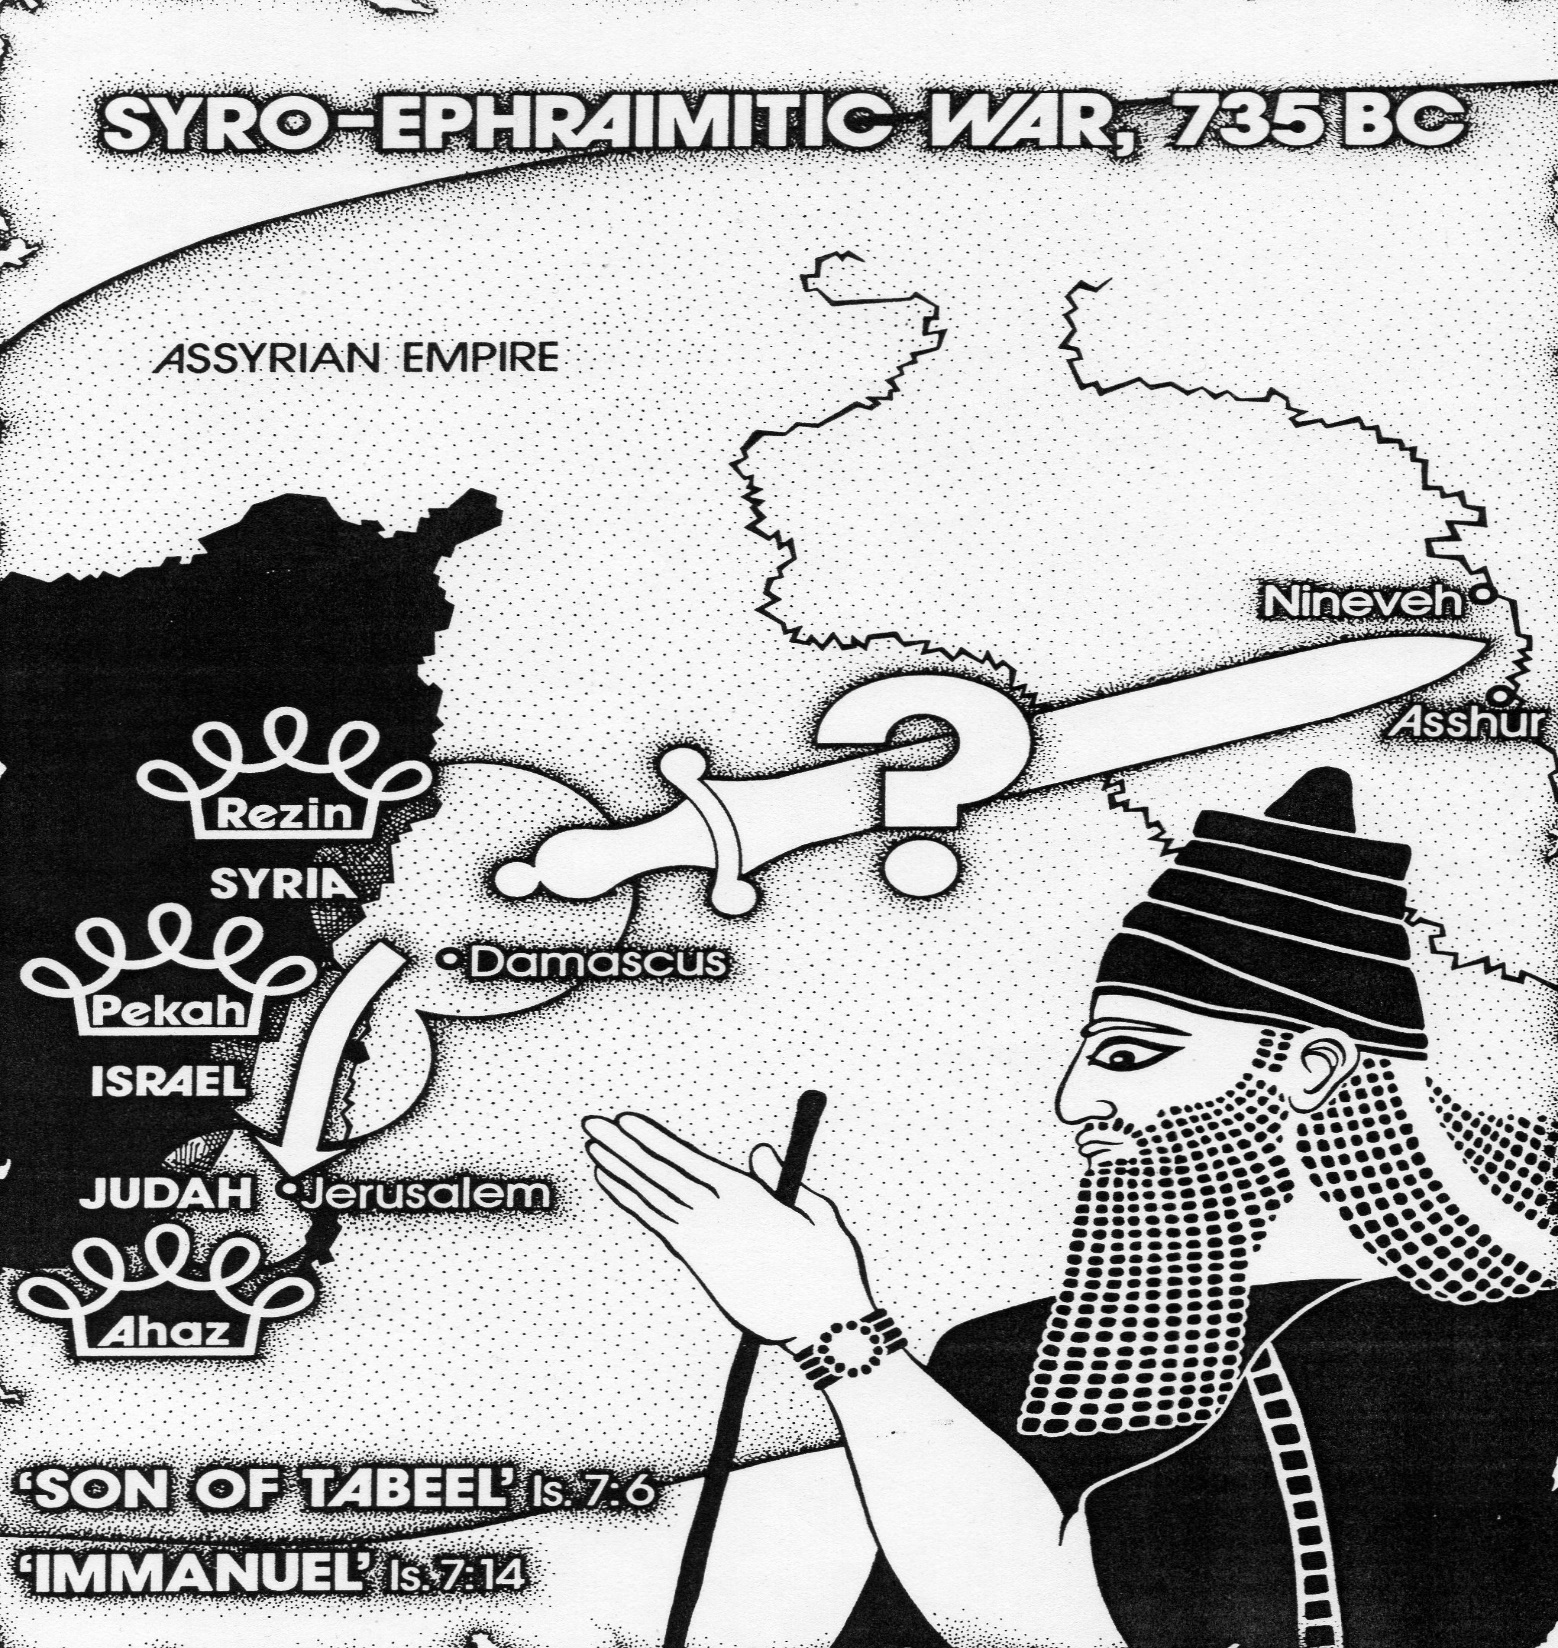 SYRO-EPHRAIMITIC WAR, 735 BC
ASSYRIAN EMPIRE
Nineveh
Asshur
Rezin
SYRIA
Damascus
Pekah
ISRAEL
JUDAH
Jerusalem
Ahaz
'SON OF TABEEL' Is. 7:6
'IMMANUEL' Is. 7:14
?